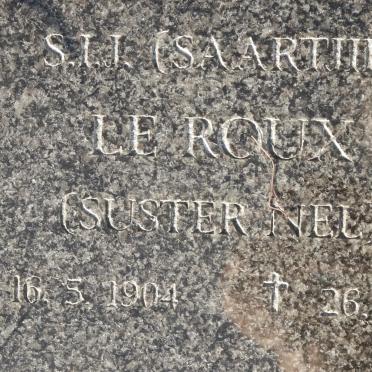 S.I.J. (SAARTJIE
LE ROUX
(SUSTER NEL)
16. 5. 1904 † 26.